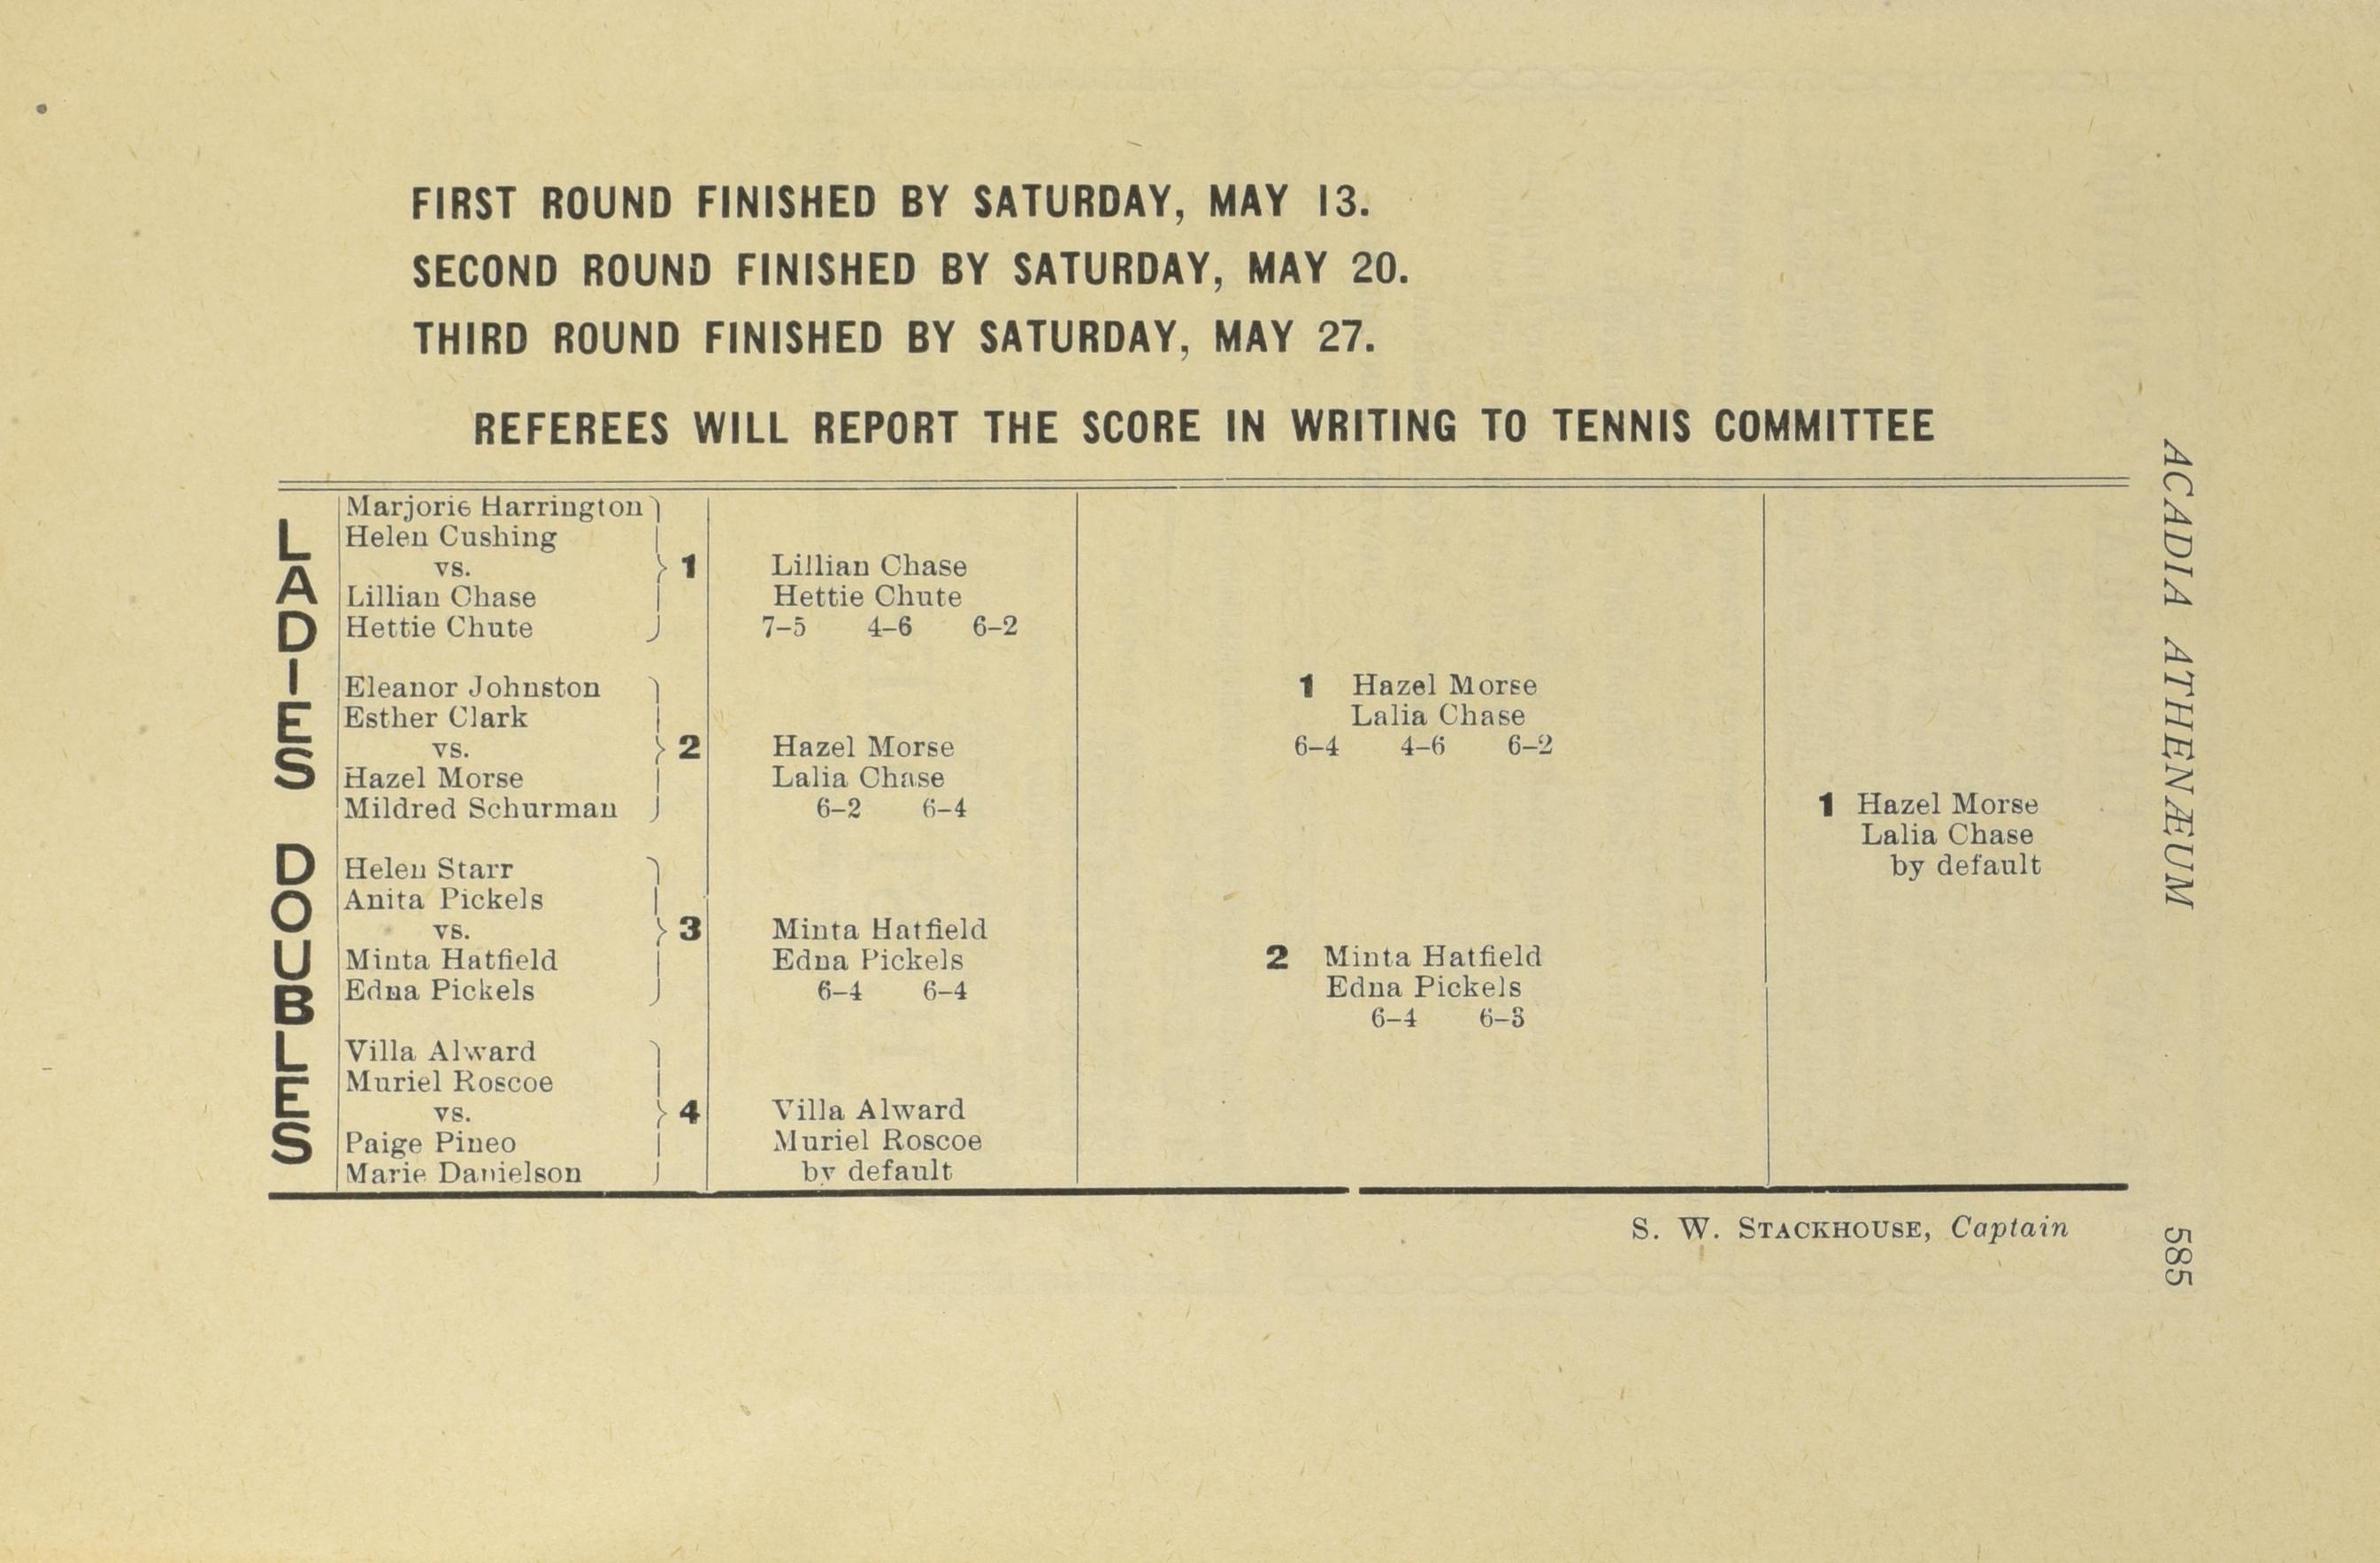 FIRST ROUND FINISHED BY SATURDAY, MAY 13.
SECOND ROUND FINISHED BY SATURDAY, MAY 20.
THIRD ROUND FINISHED BY SATURDAY, MAY 27.
REFEREES WILL REPORT THE SCORE IN WRITING TO TENNIS COMMITTEE
LADIES DOUBLES
Marjorie Harrington
Helen Cushing
vs.
Lillian Chase
Hettie Chute
1
Eleanor Johnston
Esther Clark
vs.
Hazel Morse
Mildred Schurman
2
Helen Starr
Anita Pickels
vs.
Minta Hatfield
Edna Pickels
3
Villa Alward
Muriel Roscoe
vs.
Paige Pineo
Marie Danielson
4
Lillian Chase
Hettie Chute
7–5 4–6 6–2
Hazel Morse
Lalia Chase
6–2 6–4
Minta Hatfield
Edna Pickels
6–4 6–4
Villa Alward
Muriel Roscoe
by default
1 Hazel Morse
Lalia Chase
6–4 4–6 6–2
2 Minta Hatfield
Edna Pickels
6–4 6–3
1 Hazel Morse
Lalia Chase
by default
S. W. STACKHOUSE, Captain
ACADIA ATHENÆUM
585